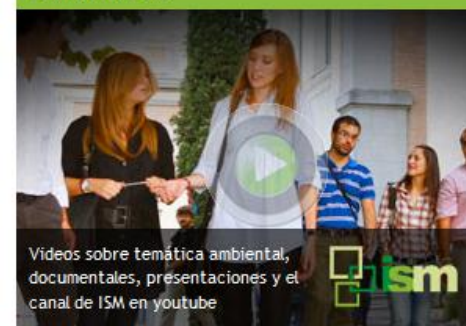 Videos sobre temática ambiental,
documentales, presentaciones y el
canal de ISM en youtube
ism